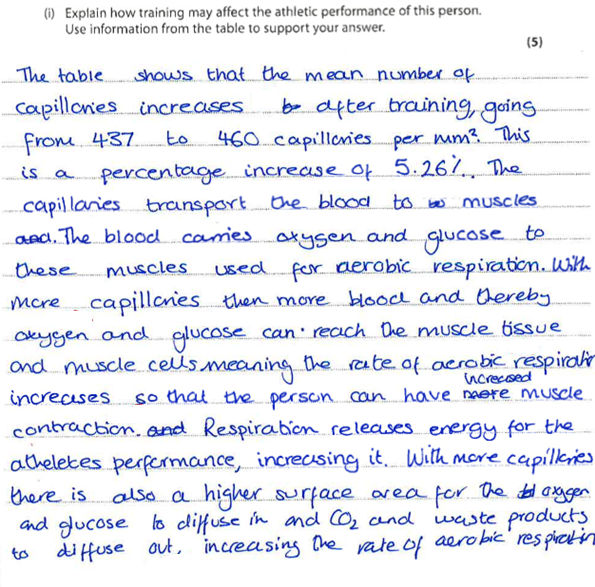 (i) Explain how training may affect the athletic performance of this person.
Use information from the table to support your answer.
(5)
The table shows that the mean number of
capillaries increases after training, going
from 437 to 460 capillaries per mm². This
is a percentage increase of 5.26%. The
capillaries transport the blood to muscles
and. The blood carries oxygen and glucose to
these muscles used for aerobic respiration. With
more capillaries then more blood and thereby
oxygen and glucose can reach the muscle tissue
and muscle cells meaning the rate of aerobic respiratio
increases so that the person can have more increased muscle
contraction. and Respiration releases energy for the
atheletes performance, increasing it. With more capillaries
there is also a higher surface area for the oxygen
and glucose to diffuse in and CO₂ and waste products
to diffuse out, increasing the rate of aerobic respiration